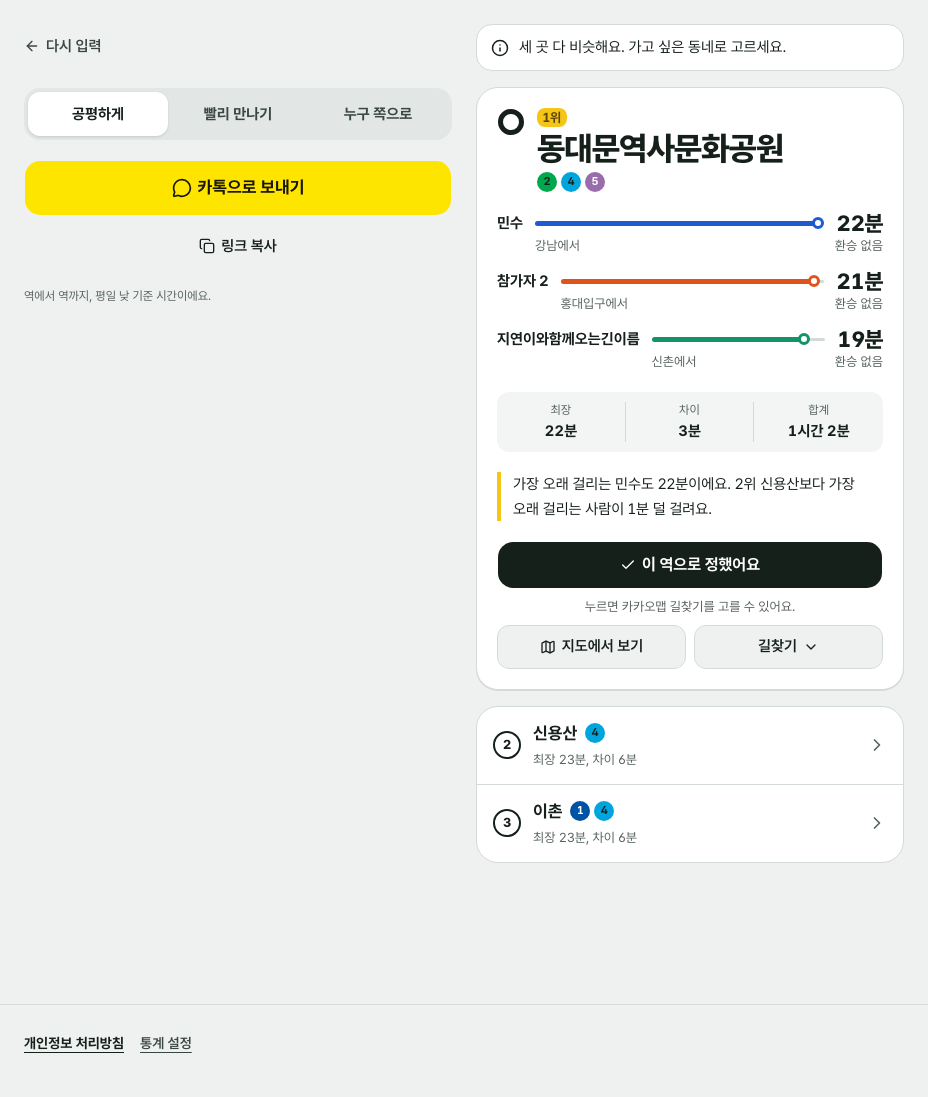 다시 입력
공평하게
빨리 만나기
누구 쪽으로
카톡으로 보내기
링크 복사
역에서 역까지, 평일 낮 기준 시간이에요.
세 곳 다 비슷해요. 가고 싶은 동네로 고르세요.
1위
동대문역사문화공원
2 4 5
민수
22분
강남에서
환승 없음
참가자 2
21분
홍대입구에서
환승 없음
지연이와함께오는긴이름
19분
신촌에서
환승 없음
최장
차이
합계
22분
3분
1시간 2분
가장 오래 걸리는 민수도 22분이에요. 2위 신용산보다 가장
오래 걸리는 사람이 1분 덜 걸려요.
이 역으로 정했어요
누르면 카카오맵 길찾기를 고를 수 있어요.
지도에서 보기
길찾기
2
신용산 4
최장 23분, 차이 6분
3
이촌 1 4
최장 23분, 차이 6분
개인정보 처리방침
통계 설정